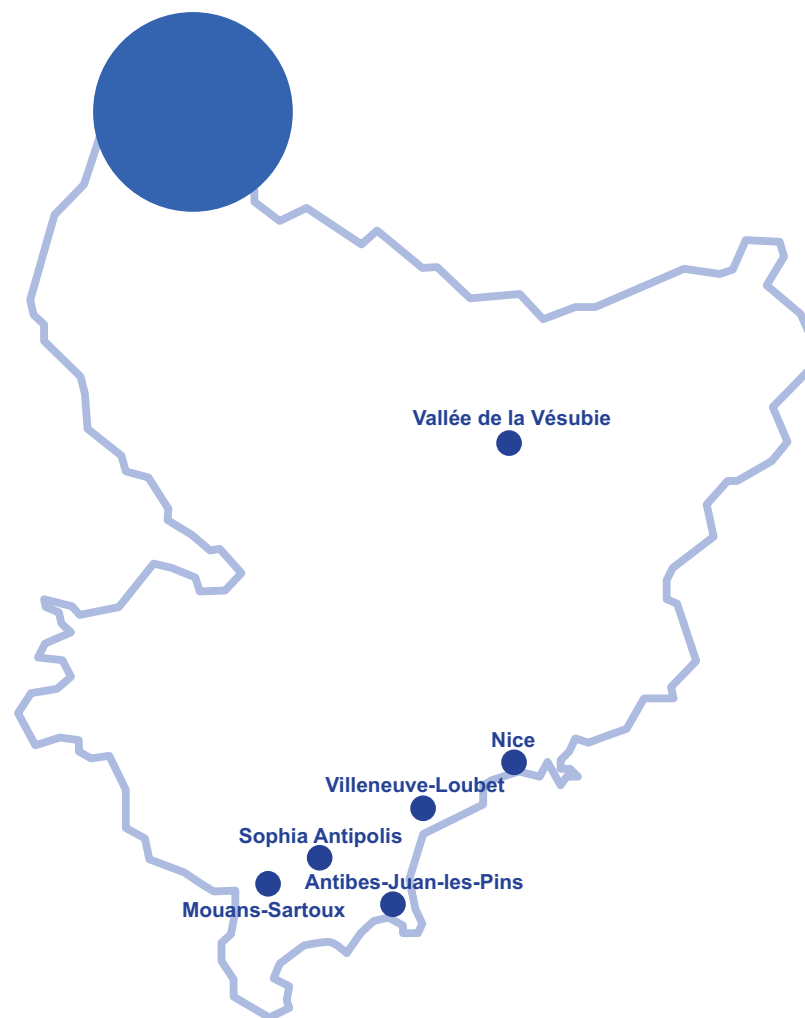 Vallée de la Vésubie
Nice
Villeneuve-Loubet
Sophia Antipolis
Antibes-Juan-les-Pins
Mouans-Sartoux